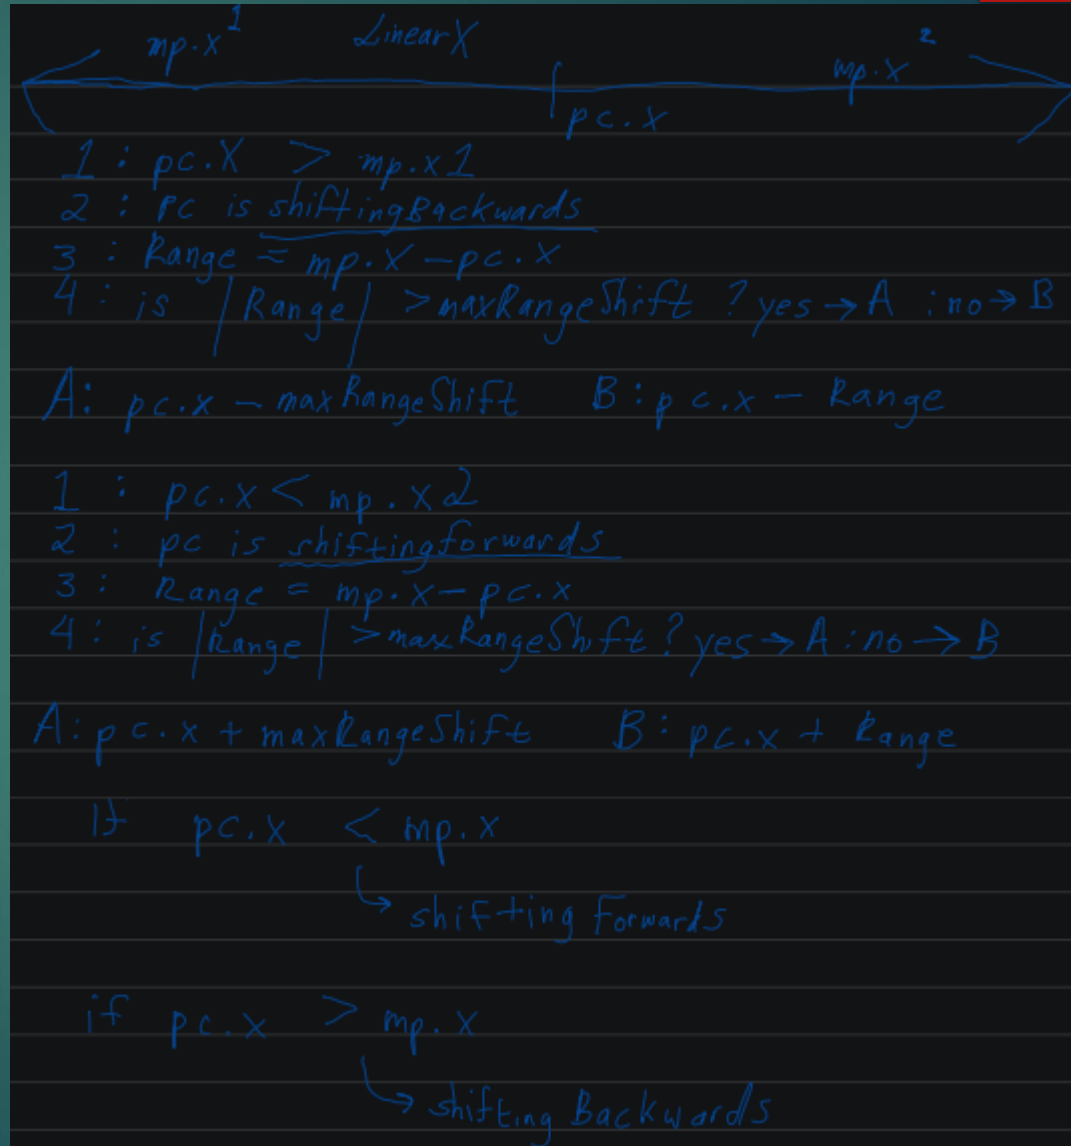 mp.x 1 LinearX mp.x 2
pc.x
1 : pc.X > mp.x1
2 : pc is shiftingBackwards
3 : Range = mp.x - pc.x
4 : is |Range| > maxRangeShift ? yes → A : no → B
A: pc.x - maxRangeShift B: pc.x - Range
1 : pc.x < mp.x2
2 : pc is shiftingforwards
3 : Range = mp.x - pc.x
4 : is |Range| > maxRangeShift? yes → A : no → B
A: pc.x + maxRangeShift B: pc.x + Range
If pc.x < mp.x
↳ shifting Forwards
if pc.x > mp.x
↳ shifting Backwards